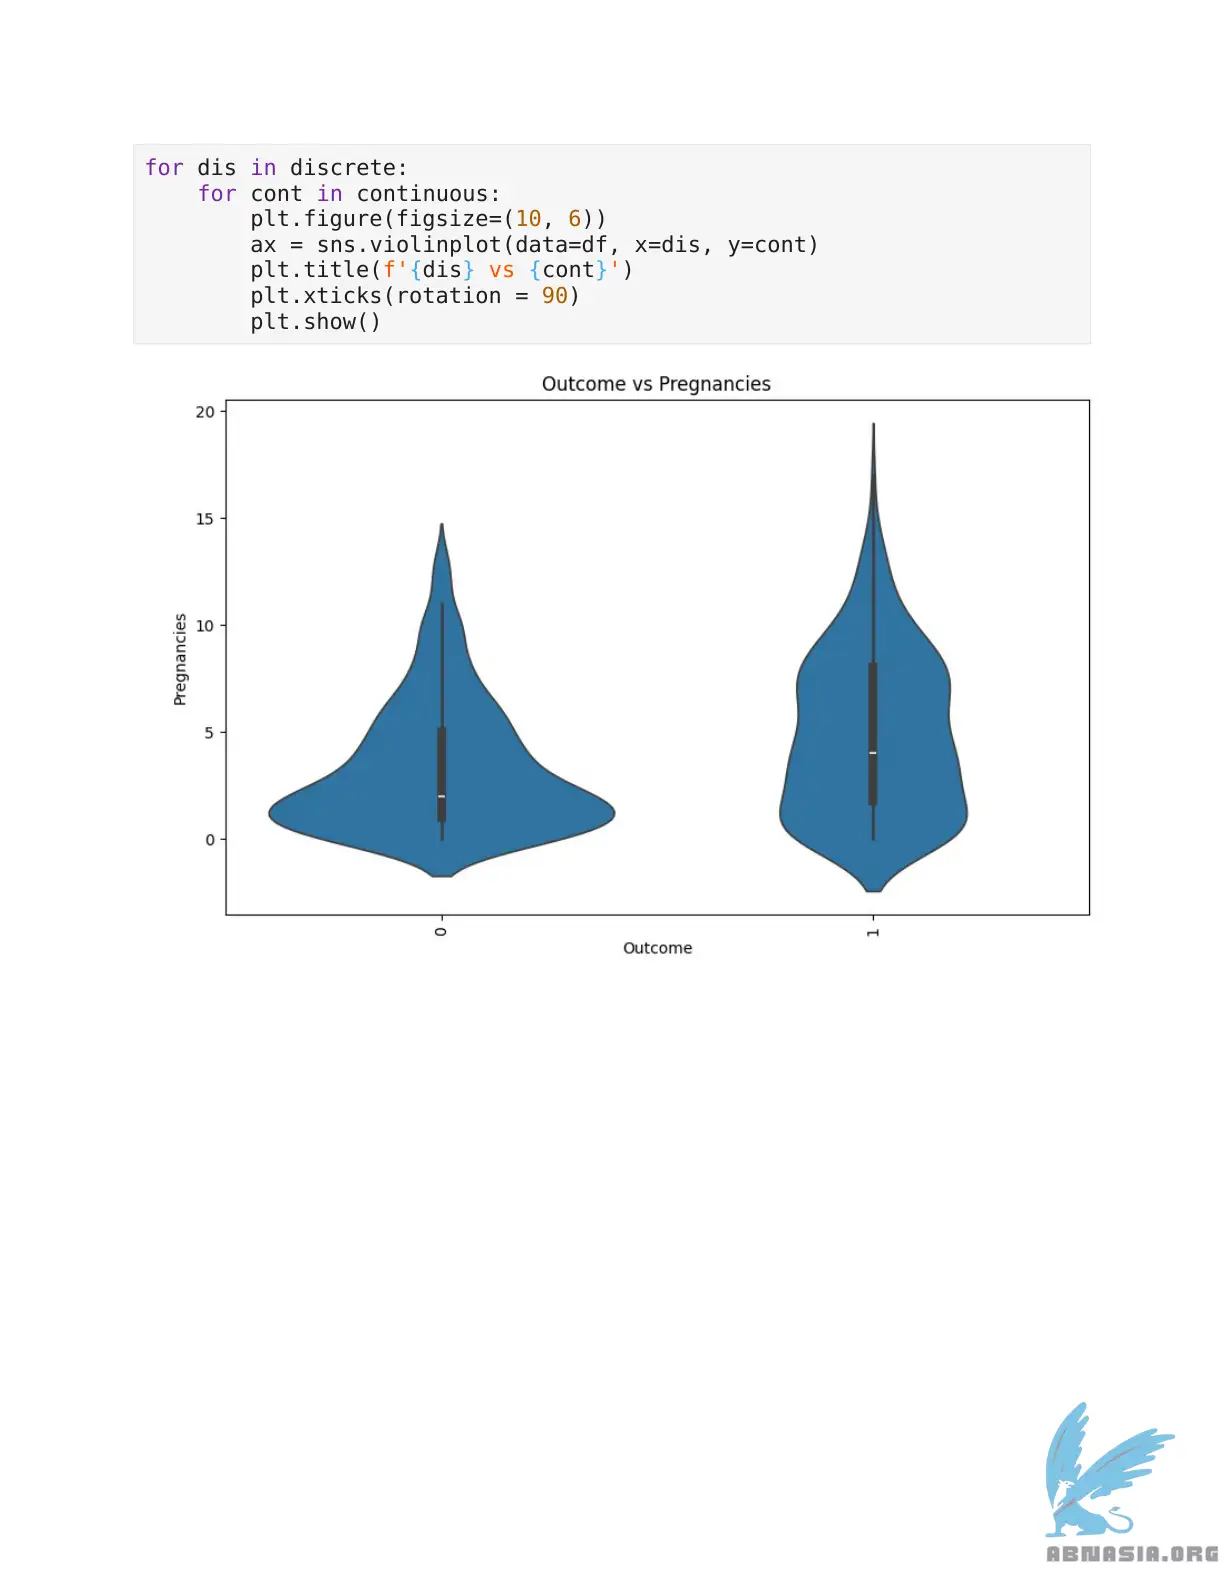 for dis in discrete:
    for cont in continuous:
        plt.figure(figsize=(10, 6))
        ax = sns.violinplot(data=df, x=dis, y=cont)
        plt.title(f'{dis} vs {cont}')
        plt.xticks(rotation = 90)
        plt.show()
Outcome vs Pregnancies
20
15
10
5
0
Pregnancies
0
1
Outcome
ABNASIA.ORG